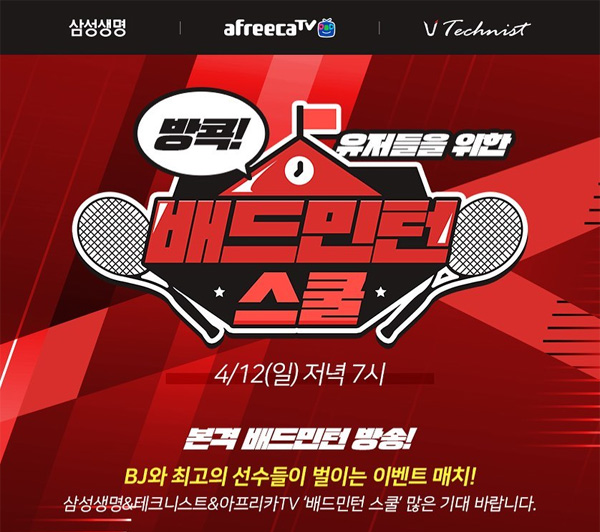 삼성생명 | afreecaTV | Technist
방콕!
유저들을 위한
배드민턴
스쿨
4/12(일) 저녁 7시
본격 배드민턴 방송!
BJ와 최고의 선수들이 벌이는 이벤트 매치!
삼성생명&테크니스트&아프리카TV '배드민턴 스쿨' 많은 기대 바랍니다.